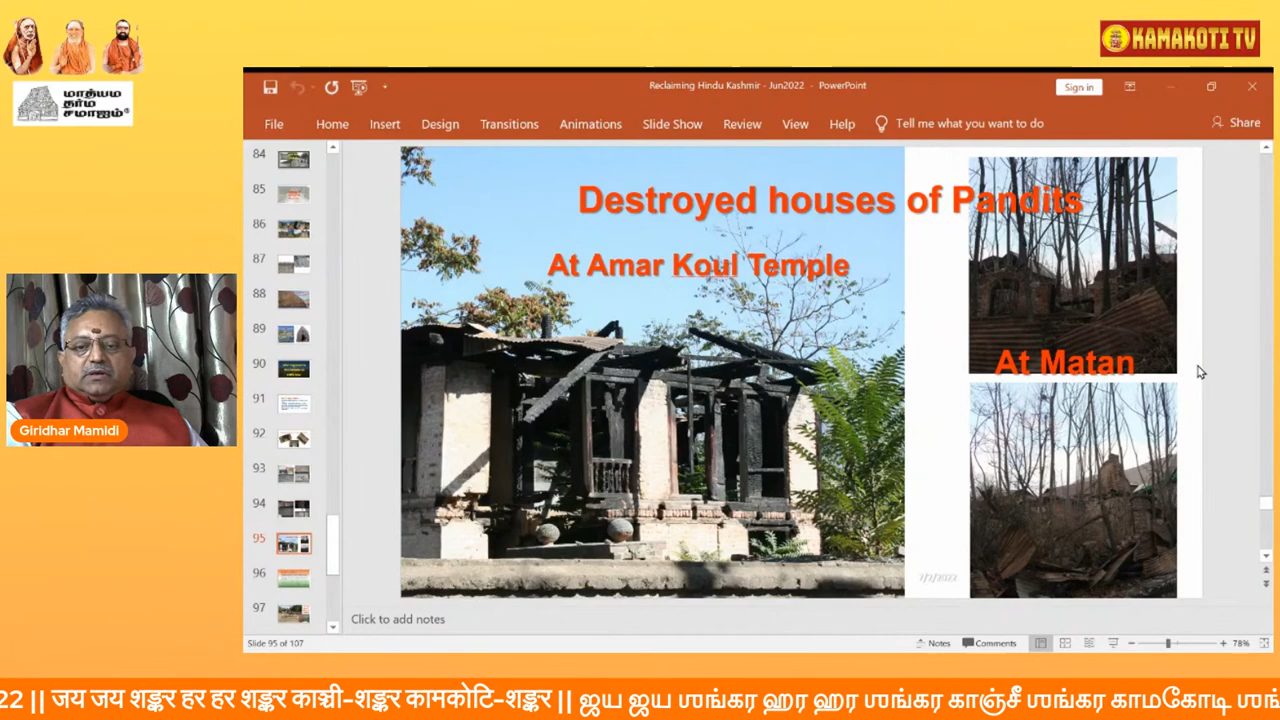 KAMAKOTI TV
மாத்யம
தர்ம
சமாஜம்®
Reclaiming Hindu Kashmir - Jun2022 - PowerPoint
Sign in
File Home Insert Design Transitions Animations Slide Show Review View Help Tell me what you want to do Share
84
85
86
87
88
89
90
91
92
93
94
95
96
97
Destroyed houses of Pandits
At Amar Koul Temple
At Matan
7/2/2022
Giridhar Mamidi
Click to add notes
Slide 95 of 107
Notes Comments 78%
22 || जय जय शङ्कर हर हर शङ्कर काञ्ची-शङ्कर कामकोटि-शङ्कर || ஜய ஜய ஶங்கர ஹர ஹர ஶங்கர காஞ்சீ ஶங்கர காமகோடி ஶங்